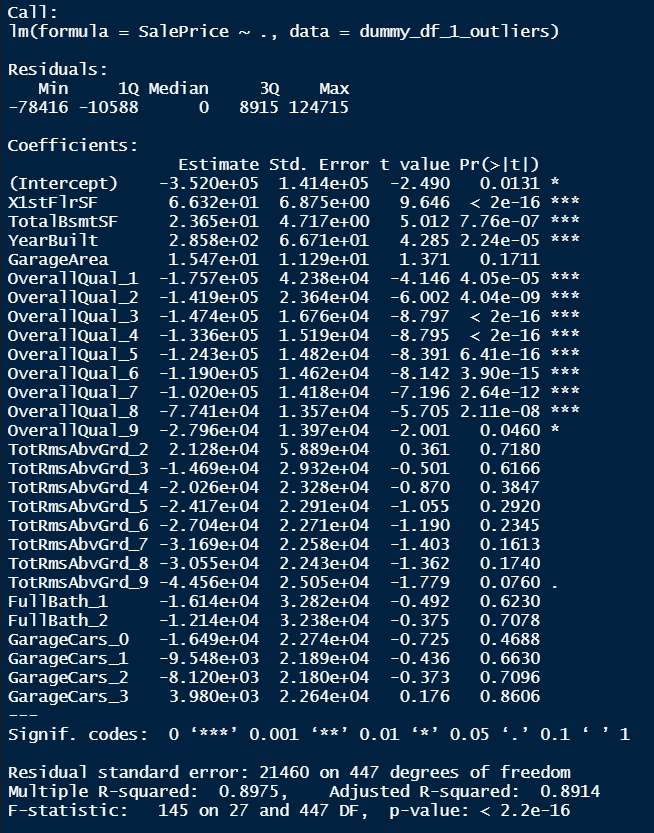 Call:
lm(formula = SalePrice ~ ., data = dummy_df_1_outliers)

Residuals:
   Min     1Q Median     3Q    Max
-78416 -10588      0   8915 124715

Coefficients:
                Estimate Std. Error t value Pr(>|t|)
(Intercept)    -3.520e+05  1.414e+05  -2.490   0.0131 *
X1stFlrSF       6.632e+01  6.875e+00   9.646  < 2e-16 ***
TotalBsmtSF     2.365e+01  4.717e+00   5.012 7.76e-07 ***
YearBuilt       2.858e+02  6.671e+01   4.285 2.24e-05 ***
GarageArea      1.547e+01  1.129e+01   1.371   0.1711
OverallQual_1  -1.757e+05  4.238e+04  -4.146 4.05e-05 ***
OverallQual_2  -1.419e+05  2.364e+04  -6.002 4.04e-09 ***
OverallQual_3  -1.474e+05  1.676e+04  -8.797  < 2e-16 ***
OverallQual_4  -1.336e+05  1.519e+04  -8.795  < 2e-16 ***
OverallQual_5  -1.243e+05  1.482e+04  -8.391 6.41e-16 ***
OverallQual_6  -1.190e+05  1.462e+04  -8.142 3.90e-15 ***
OverallQual_7  -1.020e+05  1.418e+04  -7.196 2.64e-12 ***
OverallQual_8  -7.741e+04  1.357e+04  -5.705 2.11e-08 ***
OverallQual_9  -2.796e+04  1.397e+04  -2.001   0.0460 *
TotRmsAbvGrd_2  2.128e+04  5.889e+04   0.361   0.7180
TotRmsAbvGrd_3 -1.469e+04  2.932e+04  -0.501   0.6166
TotRmsAbvGrd_4 -2.026e+04  2.328e+04  -0.870   0.3847
TotRmsAbvGrd_5 -2.417e+04  2.291e+04  -1.055   0.2920
TotRmsAbvGrd_6 -2.704e+04  2.271e+04  -1.190   0.2345
TotRmsAbvGrd_7 -3.169e+04  2.258e+04  -1.403   0.1613
TotRmsAbvGrd_8 -3.055e+04  2.243e+04  -1.362   0.1740
TotRmsAbvGrd_9 -4.456e+04  2.505e+04  -1.779   0.0760 .
FullBath_1     -1.614e+04  3.282e+04  -0.492   0.6230
FullBath_2     -1.214e+04  3.238e+04  -0.375   0.7078
GarageCars_0   -1.649e+04  2.274e+04  -0.725   0.4688
GarageCars_1   -9.548e+03  2.189e+04  -0.436   0.6630
GarageCars_2   -8.120e+03  2.180e+04  -0.373   0.7096
GarageCars_3    3.980e+03  2.264e+04   0.176   0.8606
---
Signif. codes:  0 ‘***’ 0.001 ‘**’ 0.01 ‘*’ 0.05 ‘.’ 0.1 ‘ ’ 1

Residual standard error: 21460 on 447 degrees of freedom
Multiple R-squared:  0.8975,    Adjusted R-squared:  0.8914
F-statistic:   145 on 27 and 447 DF,  p-value: < 2.2e-16